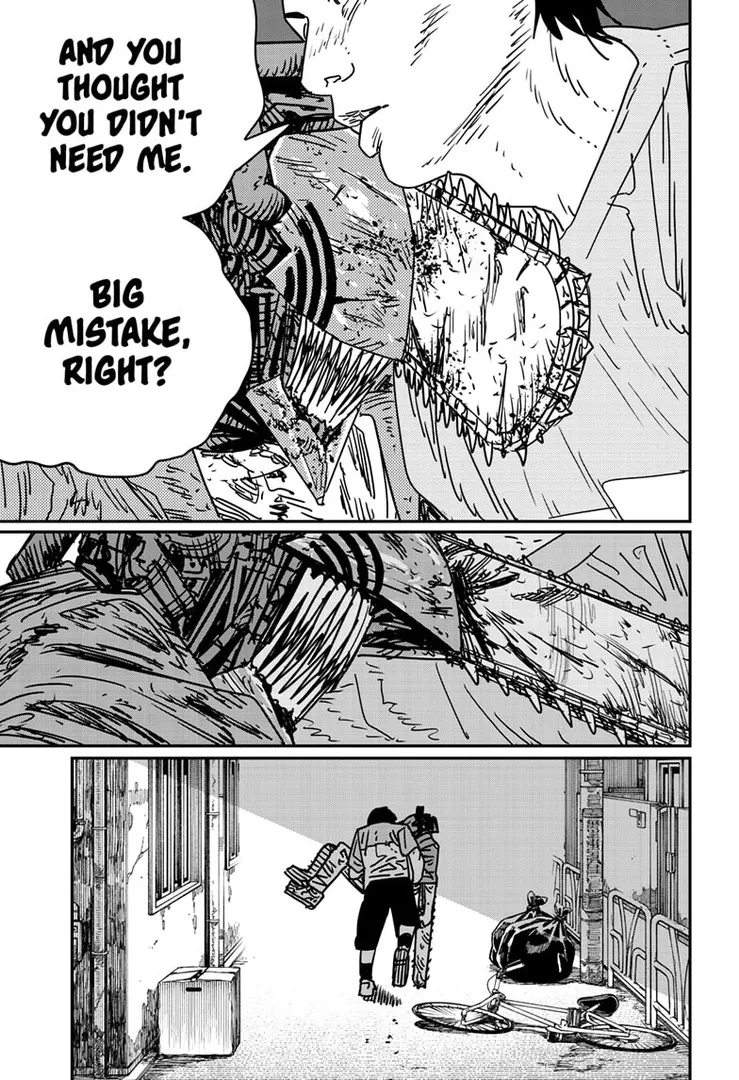 AND YOU
THOUGHT
YOU DIDN'T
NEED ME.
BIG
MISTAKE,
RIGHT?